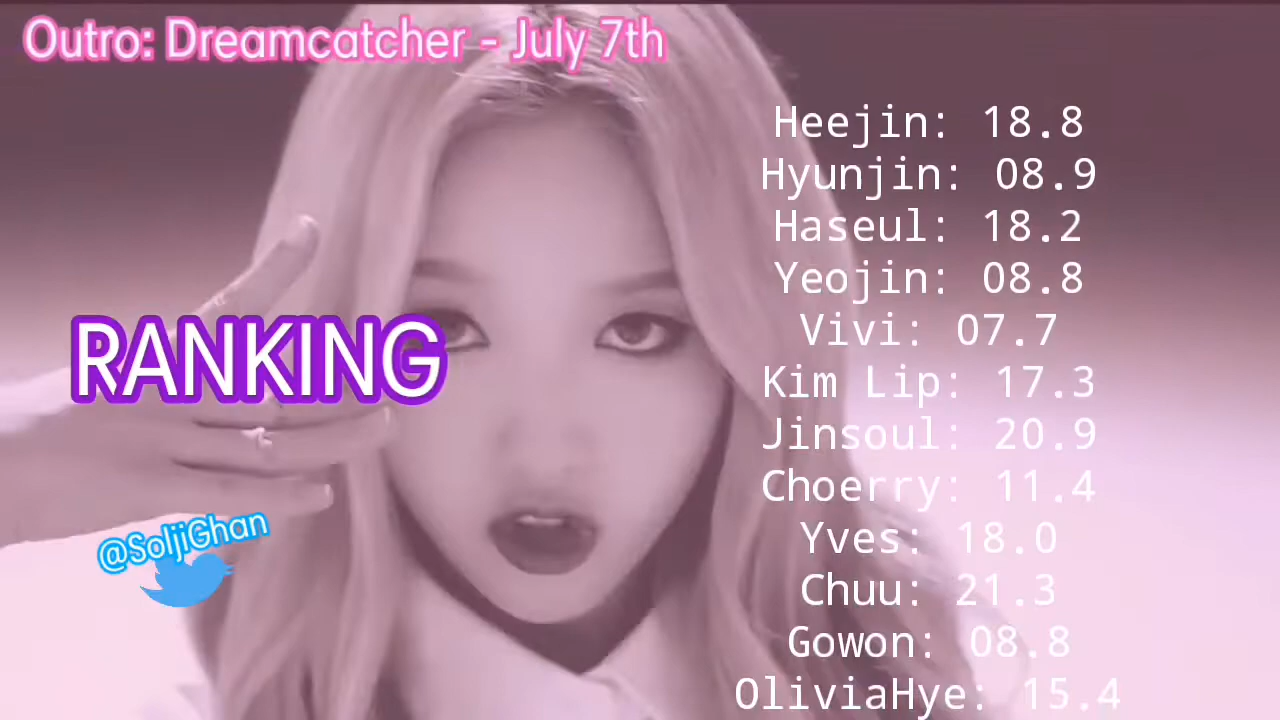 Outro: Dreamcatcher - July 7th
Heejin: 18.8
Hyunjin: 08.9
Haseul: 18.2
Yeojin: 08.8
Vivi: 07.7
RANKING
Kim Lip: 17.3
Jinsoul: 20.9
Choerry: 11.4
@SoljiGhan
Yves: 18.0
Chuu: 21.3
Gowon: 08.8
OliviaHye: 15.4